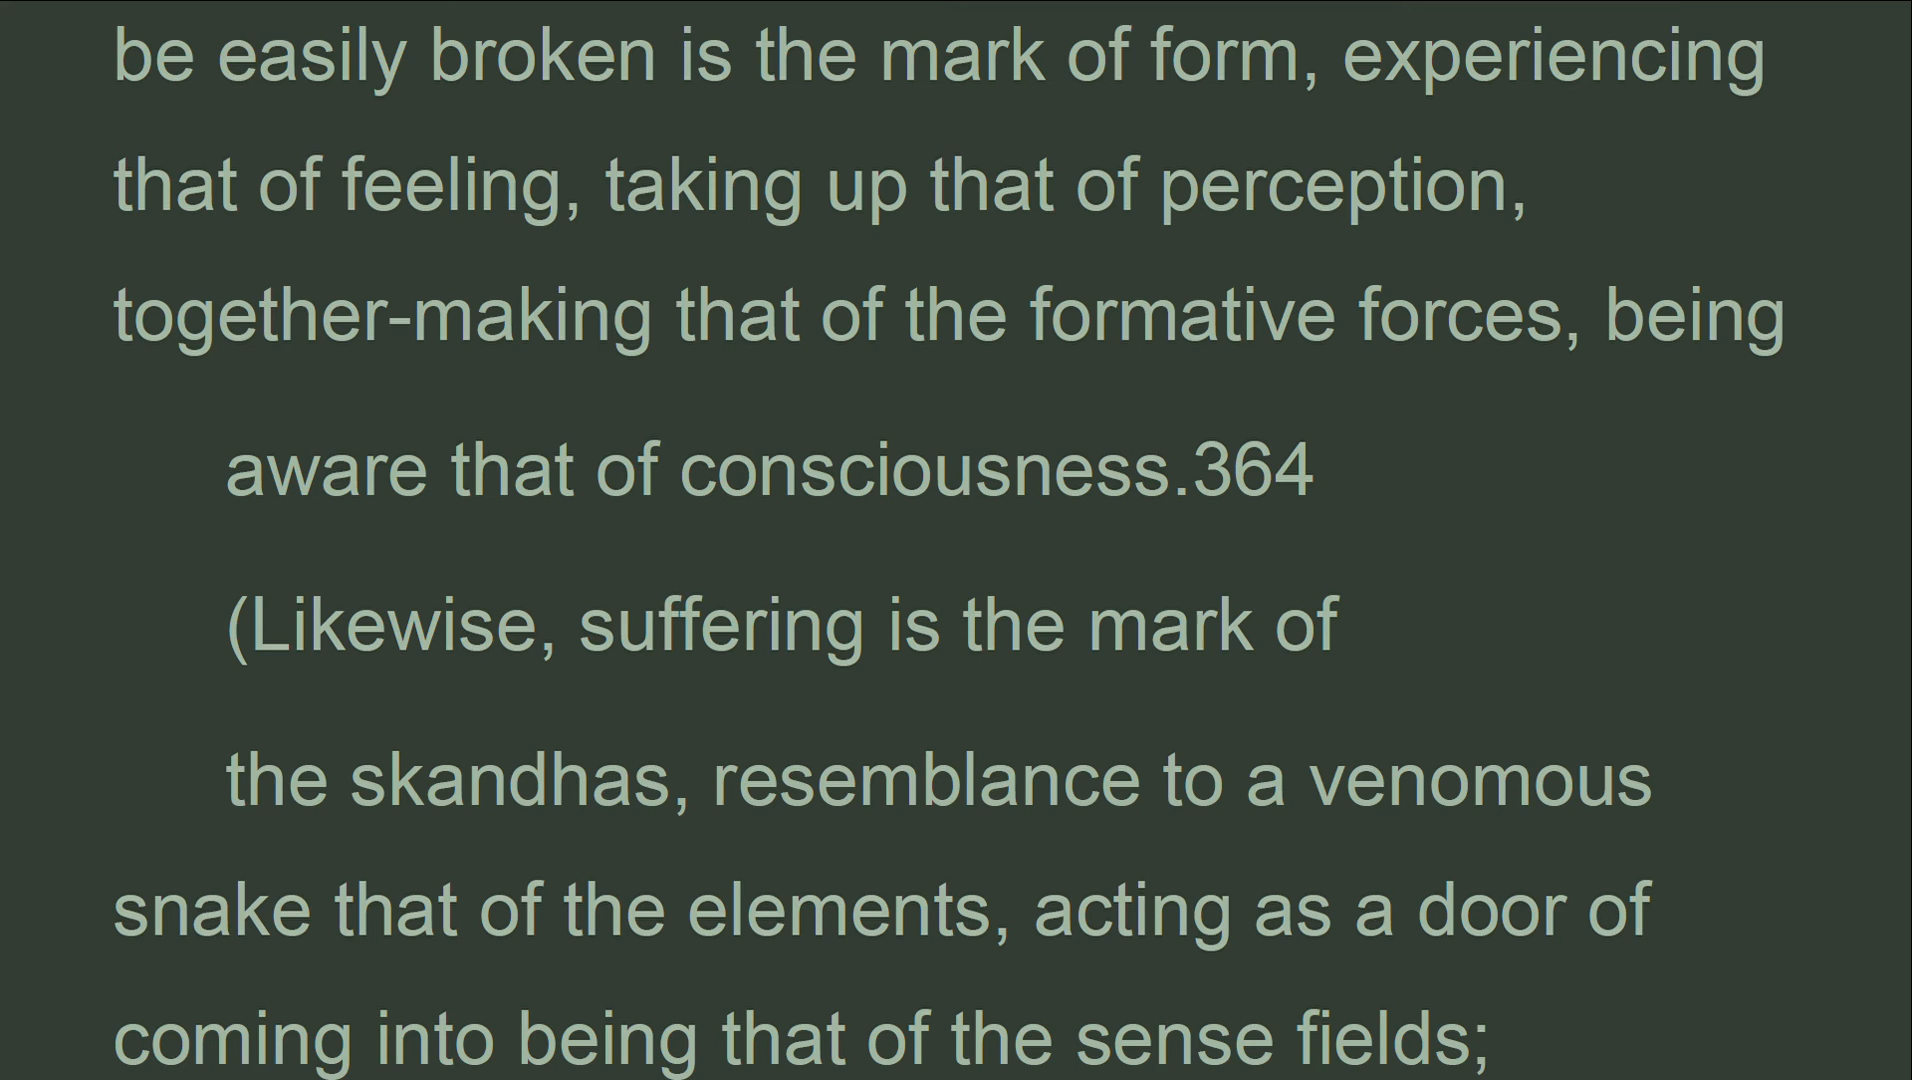 be easily broken is the mark of form, experiencing
that of feeling, taking up that of perception,
together-making that of the formative forces, being
aware that of consciousness.364
(Likewise, suffering is the mark of
the skandhas, resemblance to a venomous
snake that of the elements, acting as a door of
coming into being that of the sense fields;